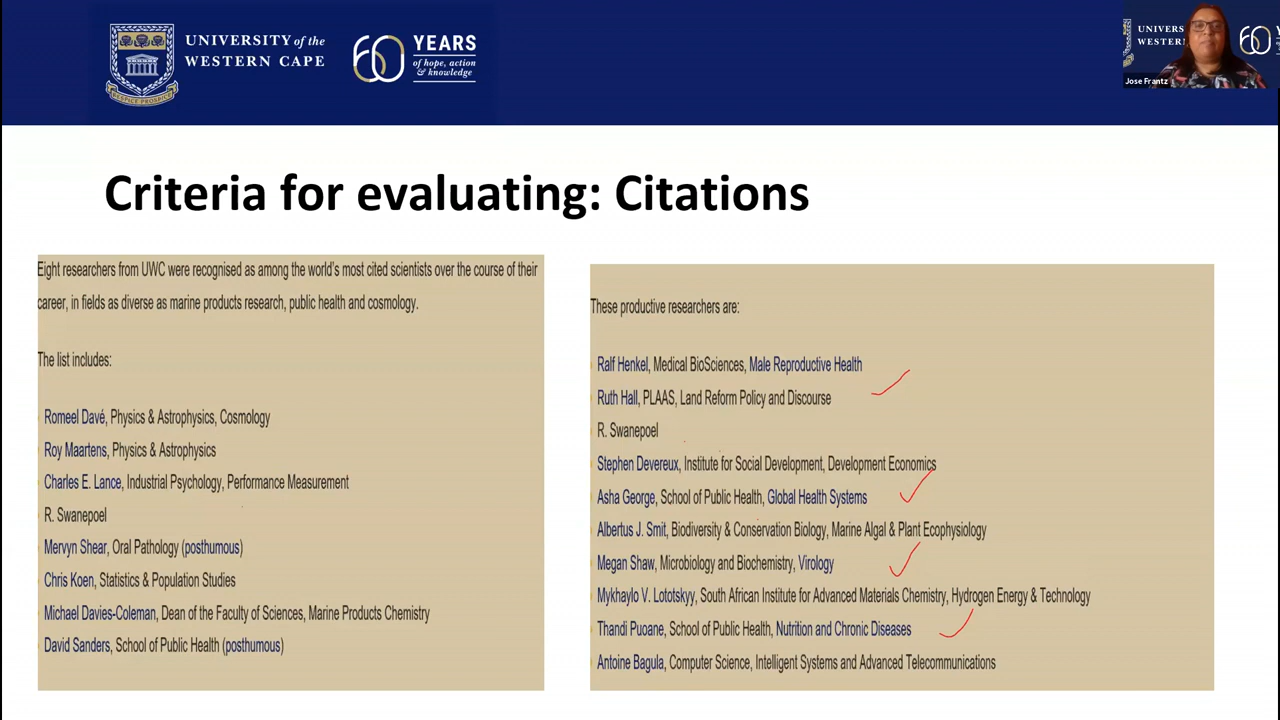 UNIVERSITY of the
WESTERN CAPE
RESPICE PROSPICE
60 YEARS
of hope, action
& knowledge
UNIVERS
WESTERN
60
Jose Frantz
Criteria for evaluating: Citations
Eight researchers from UWC were recognised as among the world's most cited scientists over the course of their
career, in fields as diverse as marine products research, public health and cosmology.
The list includes:
Romeel Davé, Physics & Astrophysics, Cosmology
Roy Maartens, Physics & Astrophysics
Charles E. Lance, Industrial Psychology, Performance Measurement
R. Swanepoel
Mervyn Shear, Oral Pathology (posthumous)
Chris Koen, Statistics & Population Studies
Michael Davies-Coleman, Dean of the Faculty of Sciences, Marine Products Chemistry
David Sanders, School of Public Health (posthumous)
These productive researchers are:
Ralf Henkel, Medical BioSciences, Male Reproductive Health
Ruth Hall, PLAAS, Land Reform Policy and Discourse
R. Swanepoel
Stephen Devereux, Institute for Social Development, Development Economics
Asha George, School of Public Health, Global Health Systems
Albertus J. Smit, Biodiversity & Conservation Biology, Marine Algal & Plant Ecophysiology
Megan Shaw, Microbiology and Biochemistry, Virology
Mykhaylo V. Lototskyy, South African Institute for Advanced Materials Chemistry, Hydrogen Energy & Technology
Thandi Puoane, School of Public Health, Nutrition and Chronic Diseases
Antoine Bagula, Computer Science, Intelligent Systems and Advanced Telecommunications